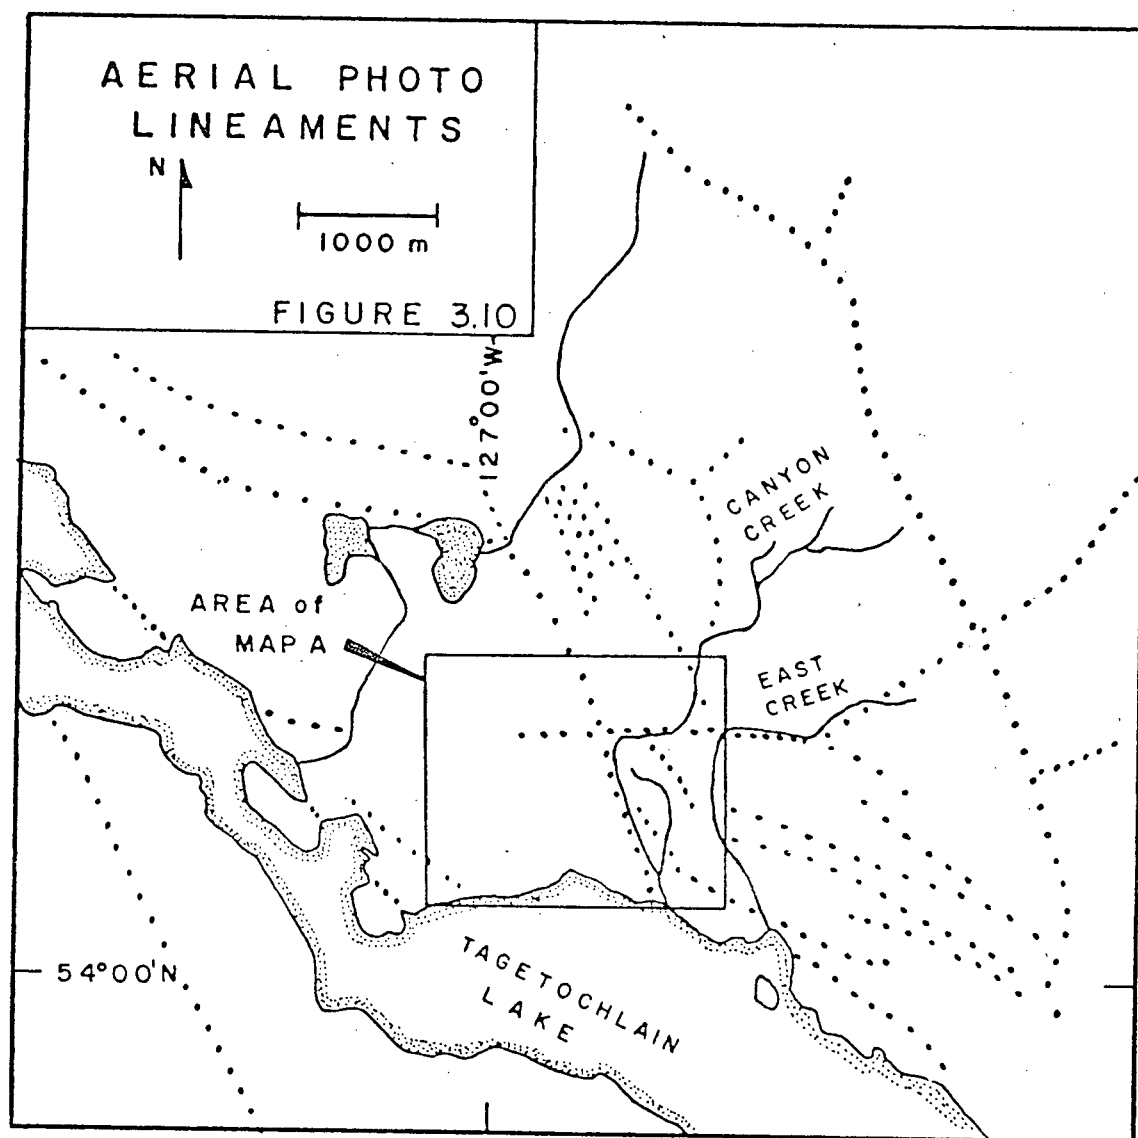 AERIAL PHOTO
LINEAMENTS
N
1000 m
FIGURE 3.10
127°00'W
CANYON
CREEK
AREA of
MAP A
EAST
CREEK
54°00'N
TAGETOCHLAIN
LAKE